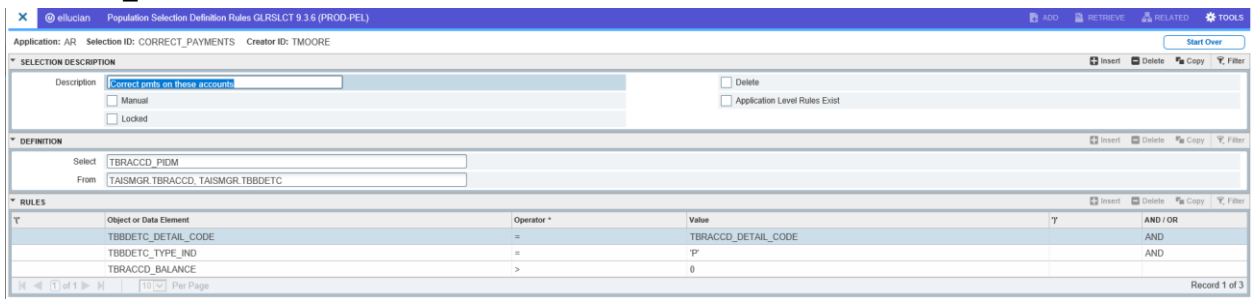 ✕ ellucian Population Selection Definition Rules GLRSLCT 9.3.6 (PROD-PEL) ADD RETRIEVE RELATED TOOLS
Application: AR Selection ID: CORRECT_PAYMENTS Creator ID: TMOORE Start Over
SELECTION DESCRIPTION Insert Delete Copy Filter
Description Correct pmts on these accounts Delete
Manual Application Level Rules Exist
Locked
DEFINITION Insert Delete Copy Filter
Select TBRACCD_PIDM
From TAISMGR.TBRACCD, TAISMGR.TBBDETC
RULES Insert Delete Copy Filter
'(' Object or Data Element Operator * Value ')' AND / OR
TBBDETC_DETAIL_CODE = TBRACCD_DETAIL_CODE AND
TBBDETC_TYPE_IND = 'P' AND
TBRACCD_BALANCE > 0
1 of 1 10 Per Page Record 1 of 3